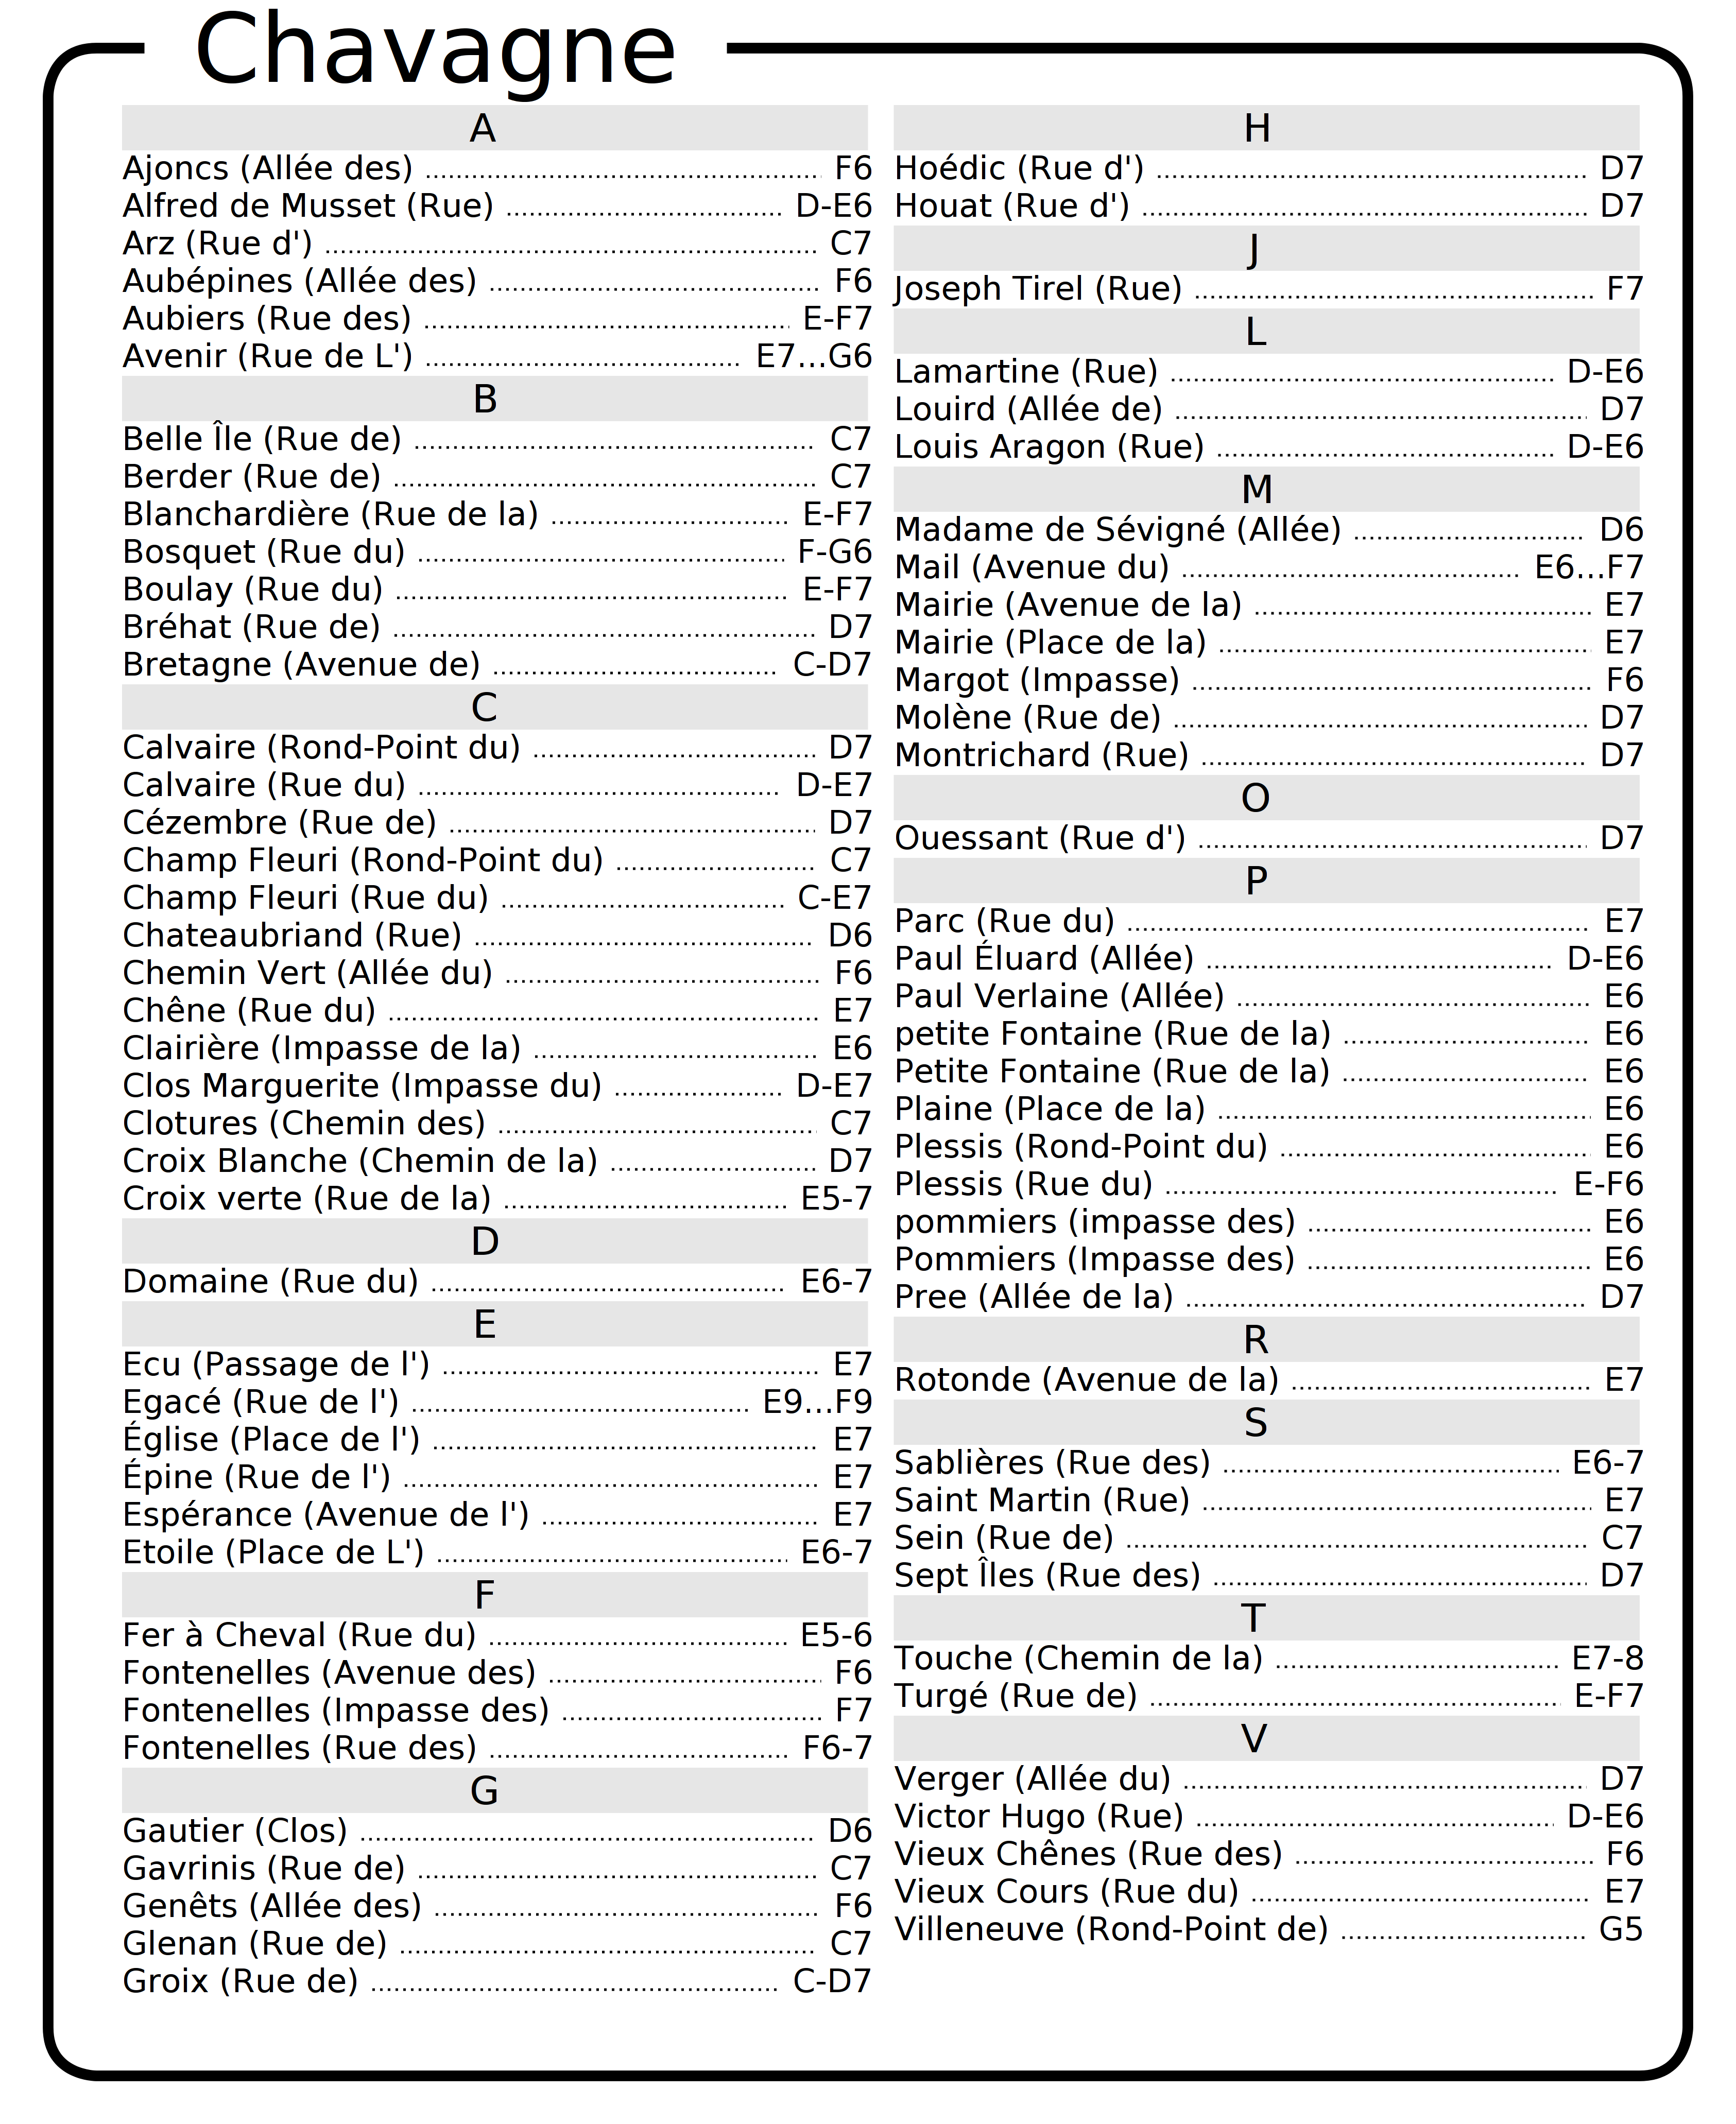 Chavagne
A
Ajoncs (Allée des) F6
Alfred de Musset (Rue) D-E6
Arz (Rue d') C7
Aubépines (Allée des) F6
Aubiers (Rue des) E-F7
Avenir (Rue de L') E7...G6
B
Belle Île (Rue de) C7
Berder (Rue de) C7
Blanchardière (Rue de la) E-F7
Bosquet (Rue du) F-G6
Boulay (Rue du) E-F7
Bréhat (Rue de) D7
Bretagne (Avenue de) C-D7
C
Calvaire (Rond-Point du) D7
Calvaire (Rue du) D-E7
Cézembre (Rue de) D7
Champ Fleuri (Rond-Point du) C7
Champ Fleuri (Rue du) C-E7
Chateaubriand (Rue) D6
Chemin Vert (Allée du) F6
Chêne (Rue du) E7
Clairière (Impasse de la) E6
Clos Marguerite (Impasse du) D-E7
Clotures (Chemin des) C7
Croix Blanche (Chemin de la) D7
Croix verte (Rue de la) E5-7
D
Domaine (Rue du) E6-7
E
Ecu (Passage de l') E7
Egacé (Rue de l') E9...F9
Église (Place de l') E7
Épine (Rue de l') E7
Espérance (Avenue de l') E7
Etoile (Place de L') E6-7
F
Fer à Cheval (Rue du) E5-6
Fontenelles (Avenue des) F6
Fontenelles (Impasse des) F7
Fontenelles (Rue des) F6-7
G
Gautier (Clos) D6
Gavrinis (Rue de) C7
Genêts (Allée des) F6
Glenan (Rue de) C7
Groix (Rue de) C-D7
H
Hoédic (Rue d') D7
Houat (Rue d') D7
J
Joseph Tirel (Rue) F7
L
Lamartine (Rue) D-E6
Louird (Allée de) D7
Louis Aragon (Rue) D-E6
M
Madame de Sévigné (Allée) D6
Mail (Avenue du) E6...F7
Mairie (Avenue de la) E7
Mairie (Place de la) E7
Margot (Impasse) F6
Molène (Rue de) D7
Montrichard (Rue) D7
O
Ouessant (Rue d') D7
P
Parc (Rue du) E7
Paul Éluard (Allée) D-E6
Paul Verlaine (Allée) E6
petite Fontaine (Rue de la) E6
Petite Fontaine (Rue de la) E6
Plaine (Place de la) E6
Plessis (Rond-Point du) E6
Plessis (Rue du) E-F6
pommiers (impasse des) E6
Pommiers (Impasse des) E6
Pree (Allée de la) D7
R
Rotonde (Avenue de la) E7
S
Sablières (Rue des) E6-7
Saint Martin (Rue) E7
Sein (Rue de) C7
Sept Îles (Rue des) D7
T
Touche (Chemin de la) E7-8
Turgé (Rue de) E-F7
V
Verger (Allée du) D7
Victor Hugo (Rue) D-E6
Vieux Chênes (Rue des) F6
Vieux Cours (Rue du) E7
Villeneuve (Rond-Point de) G5